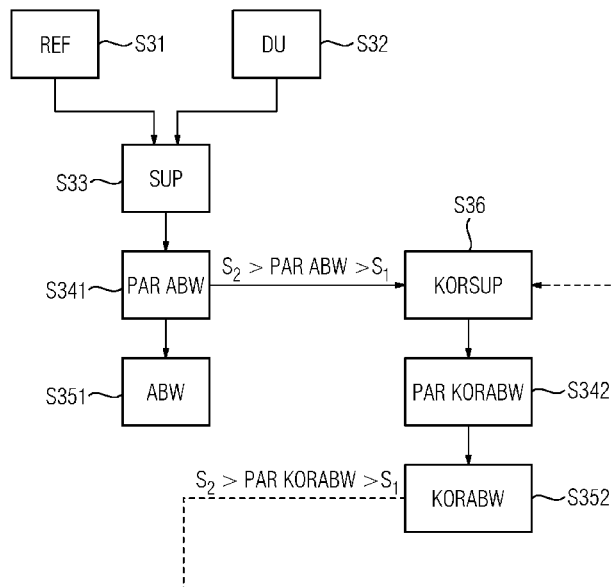 REF
S31
DU
S32
SUP
S33
S36
PAR ABW
S341
S₂ > PAR ABW >S₁
KORSUP
ABW
S351
PAR KORABW
S342
S₂ > PAR KORABW >S₁
KORABW
S352